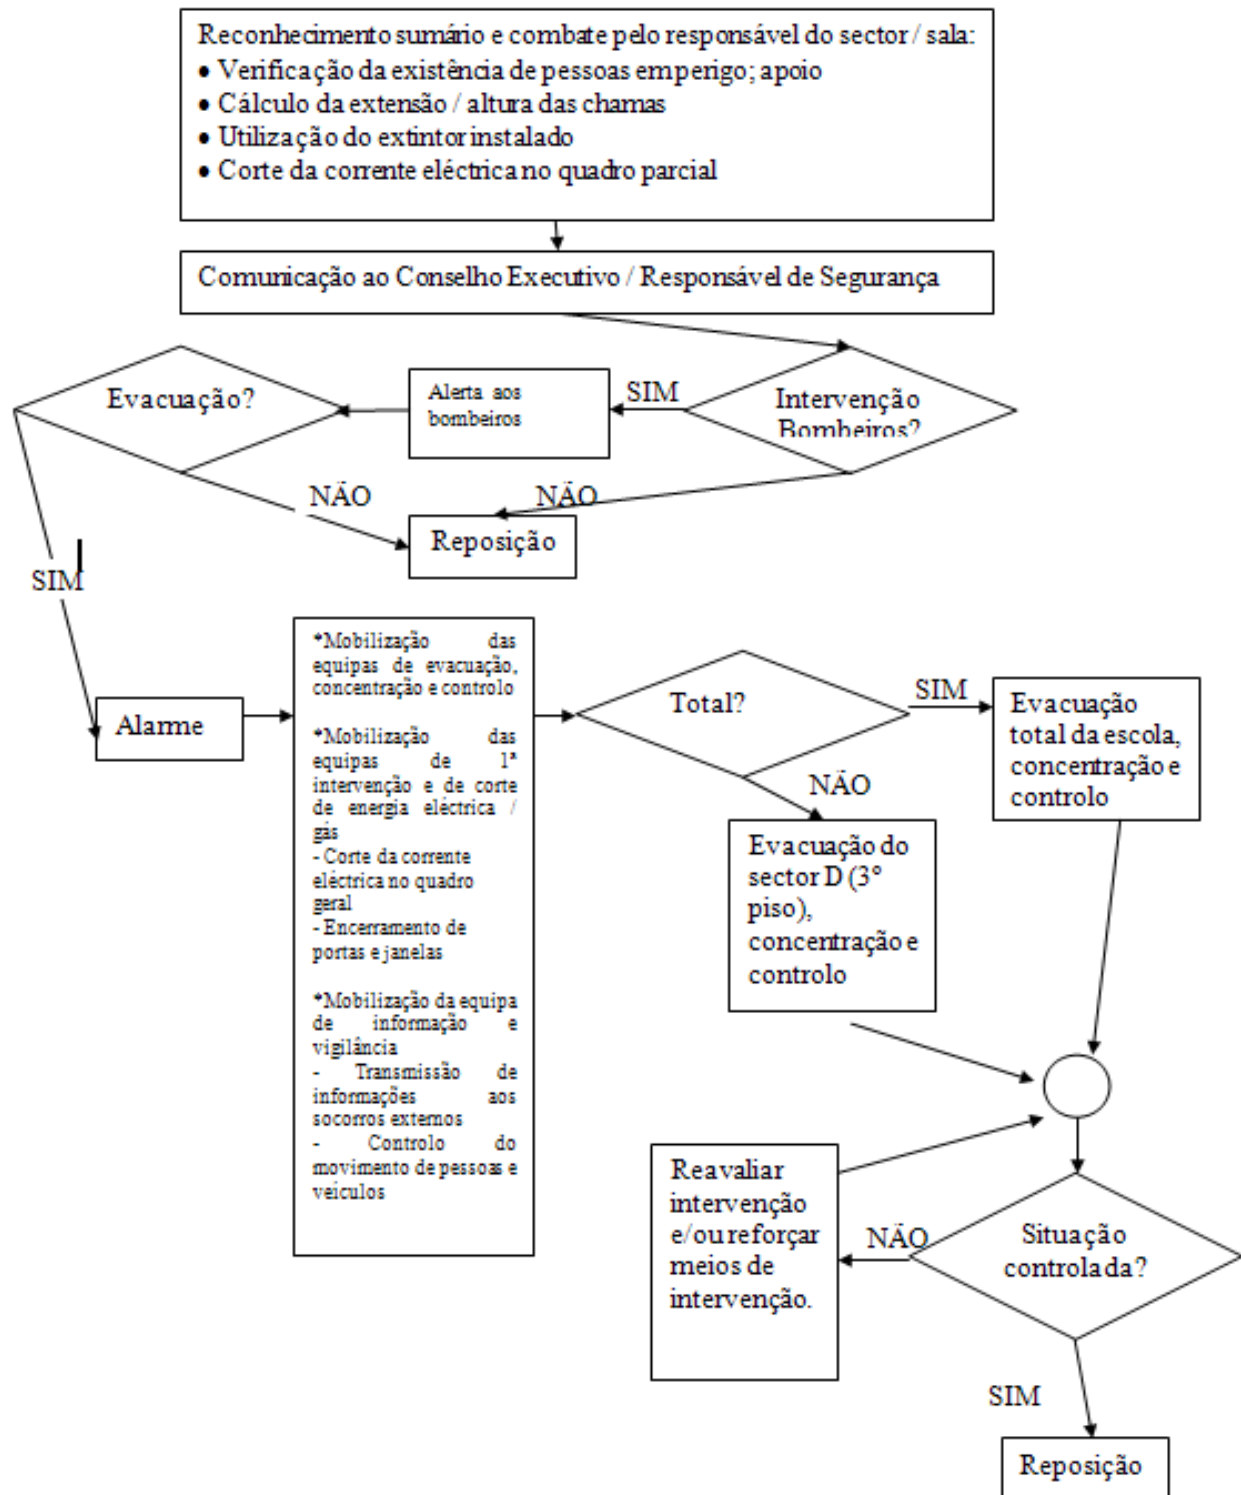 Reconhecimento sumário e combate pelo responsável do sector / sala:
• Verificação da existência de pessoas em perigo; apoio
• Cálculo da extensão / altura das chamas
• Utilização do extintor instalado
• Corte da corrente eléctrica no quadro parcial
Comunicação ao Conselho Executivo / Responsável de Segurança
Evacuação?
Alerta aos
bombeiros
SIM
Intervenção
Bombeiros?
NÃO
NÃO
Reposição
SIM
Alarme
*Mobilização das
equipas de evacuação,
concentração e controlo
*Mobilização das
equipas de 1ª
intervenção e de corte
de energia eléctrica /
gás
- Corte da corrente
eléctrica no quadro
geral
- Encerramento de
portas e janelas
*Mobilização da equipa
de informação e
vigilância
- Transmissão de
informações aos
socorros externos
- Controlo do
movimento de pessoas e
veículos
Total?
SIM
Evacuação
total da escola,
concentração e
controlo
NÃO
Evacuação do
sector D (3º
piso),
concentração e
controlo
Reavaliar
intervenção
e/ou reforçar
meios de
intervenção.
NÃO
Situação
controlada?
SIM
Reposição